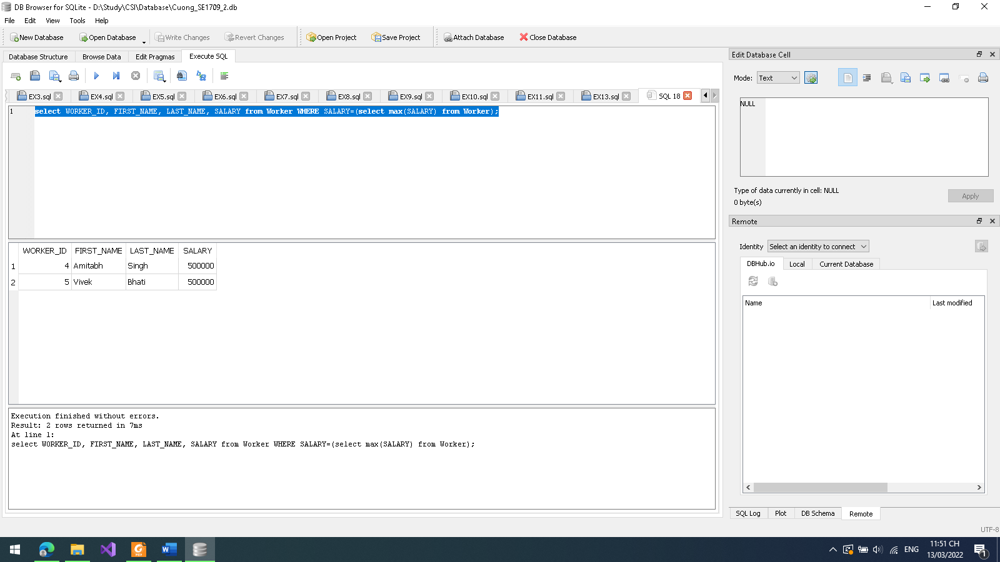 DB Browser for SQLite - D:\Study\CSI\Database\Cuong_SE1709_2.db
File Edit View Tools Help
New Database Open Database Write Changes Revert Changes Open Project Save Project Attach Database Close Database
Database Structure Browse Data Edit Pragmas Execute SQL
EX3.sql EX4.sql EX5.sql EX6.sql EX7.sql EX8.sql EX9.sql EX10.sql EX11.sql EX13.sql SQL 18
1 select WORKER_ID, FIRST_NAME, LAST_NAME, SALARY from Worker WHERE SALARY=(select max(SALARY) from Worker);
WORKER_ID FIRST_NAME LAST_NAME SALARY
1 4 Amitabh Singh 500000
2 5 Vivek Bhati 500000
Execution finished without errors.
Result: 2 rows returned in 7ms
At line 1:
select WORKER_ID, FIRST_NAME, LAST_NAME, SALARY from Worker WHERE SALARY=(select max(SALARY) from Worker);
Edit Database Cell
Mode: Text
NULL
Type of data currently in cell: NULL
0 byte(s)
Apply
Remote
Identity Select an identity to connect
DBHub.io Local Current Database
Name Last modified
SQL Log Plot DB Schema Remote
UTF-8
ENG
11:51 CH
13/03/2022
1